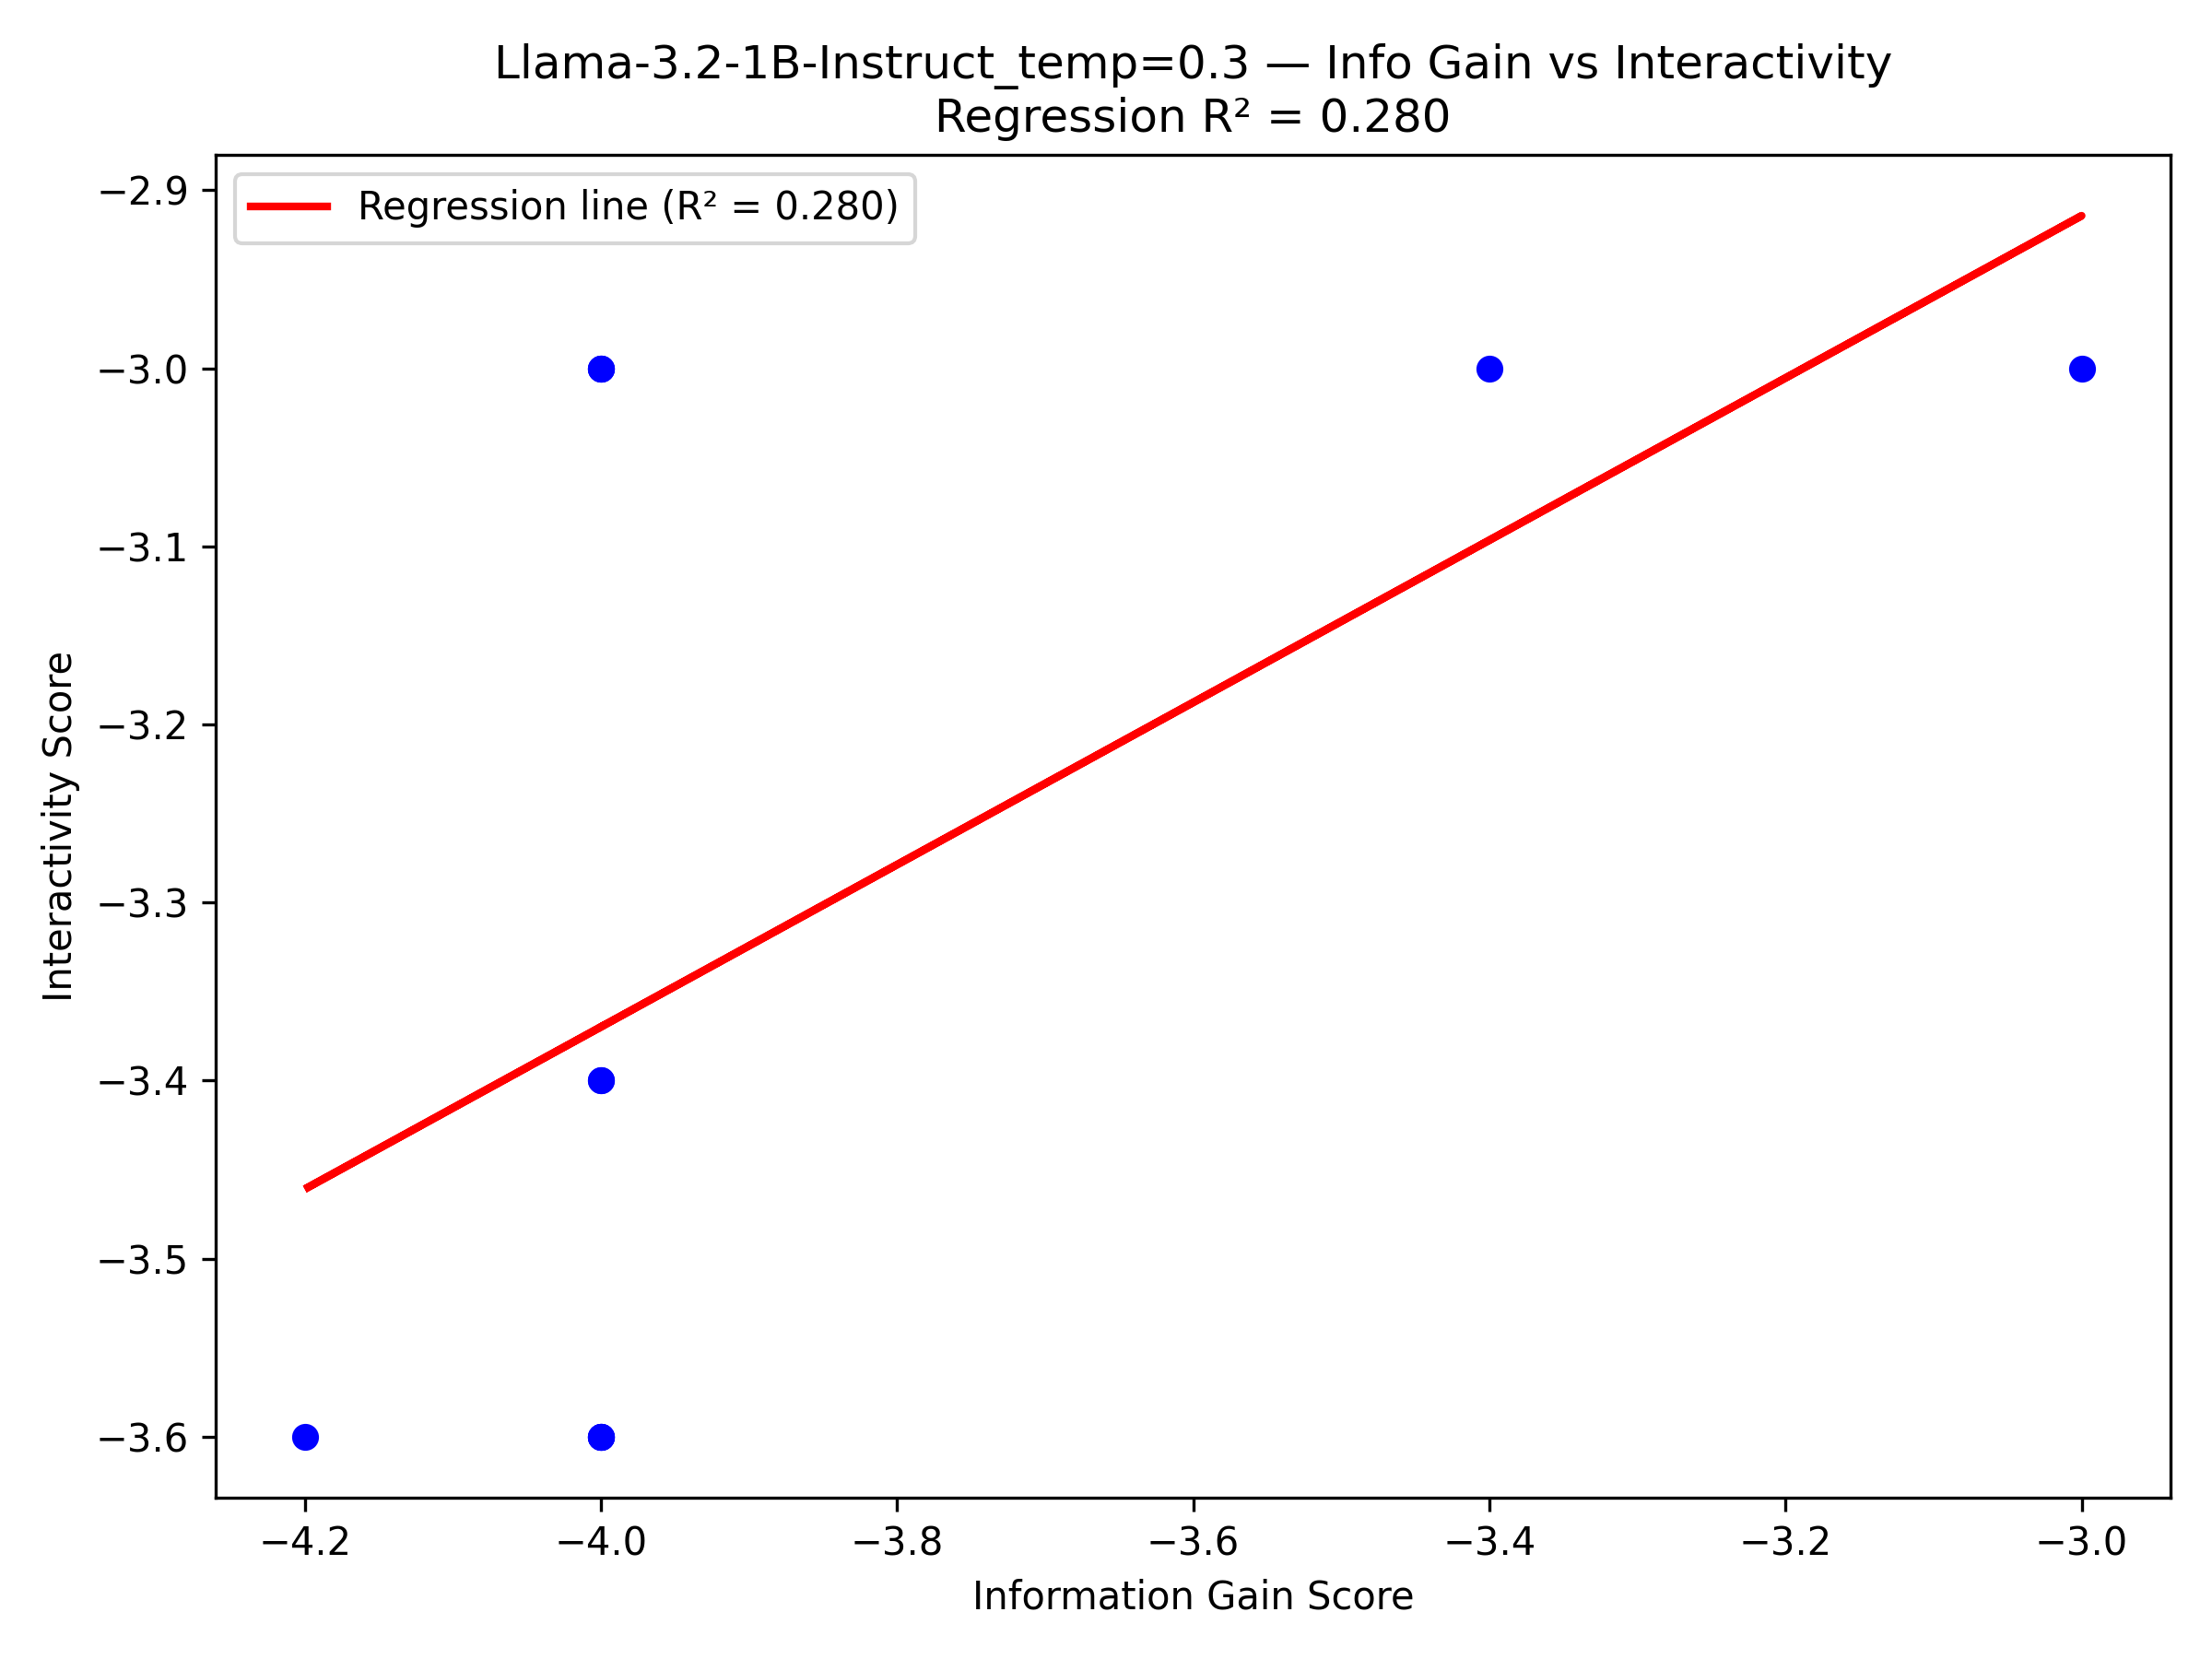 Llama-3.2-1B-Instruct_temp=0.3 — Info Gain vs Interactivity
Regression R² = 0.280
Regression line (R² = 0.280)
Interactivity Score
−2.9
−3.0
−3.1
−3.2
−3.3
−3.4
−3.5
−3.6
−4.2 −4.0 −3.8 −3.6 −3.4 −3.2 −3.0
Information Gain Score